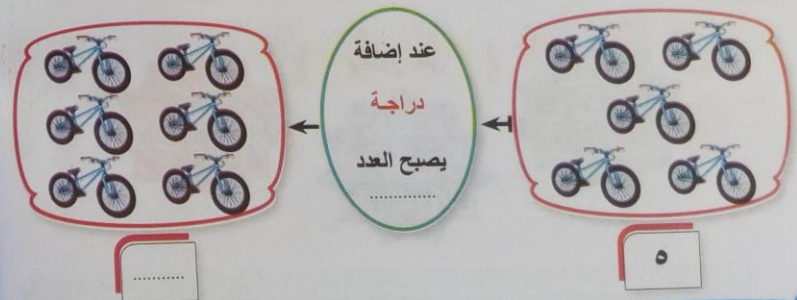 عند إضافة
دراجة
يصبح العدد
..............
٥
...........